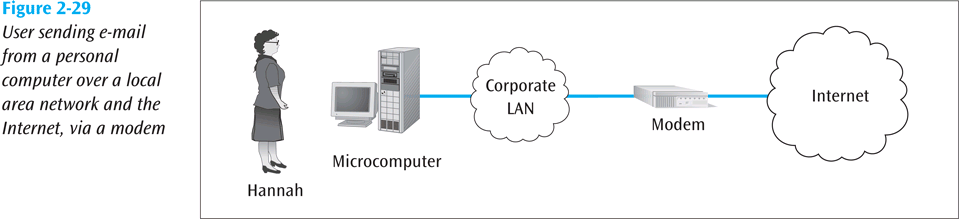 Figure 2-29
User sending e-mail
from a personal
computer over a local
area network and the
Internet, via a modem
Hannah
Microcomputer
Corporate
LAN
Modem
Internet